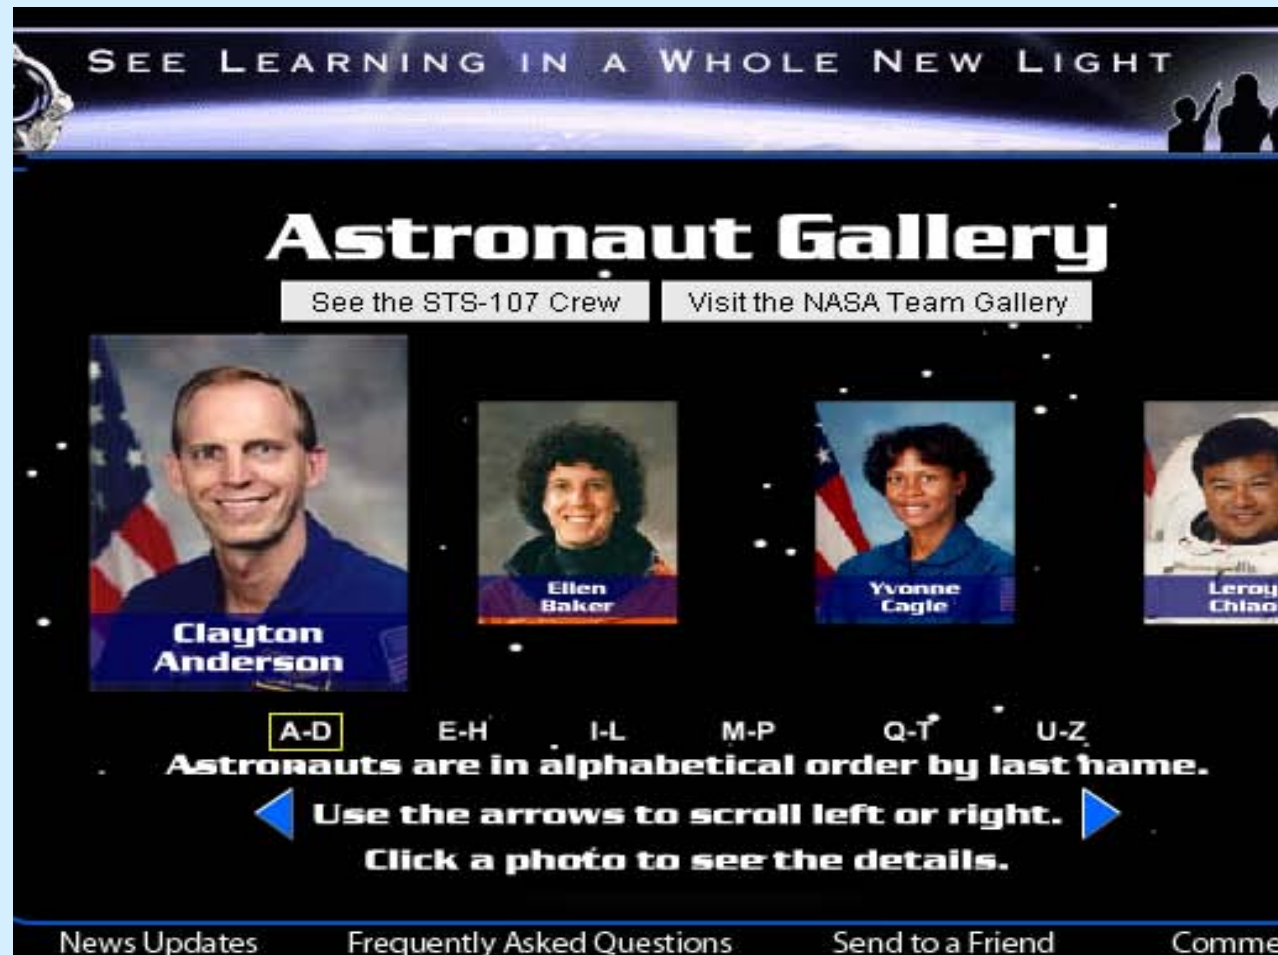 SEE LEARNING IN A WHOLE NEW LIGHT
Astronaut Gallery
See the STS-107 Crew
Visit the NASA Team Gallery
Clayton
Anderson
Ellen
Baker
Yvonne
Cagle
Leroy
Chiao
A-D E-H I-L M-P Q-T U-Z
Astronauts are in alphabetical order by last name.
Use the arrows to scroll left or right.
Click a photo to see the details.
News Updates Frequently Asked Questions Send to a Friend